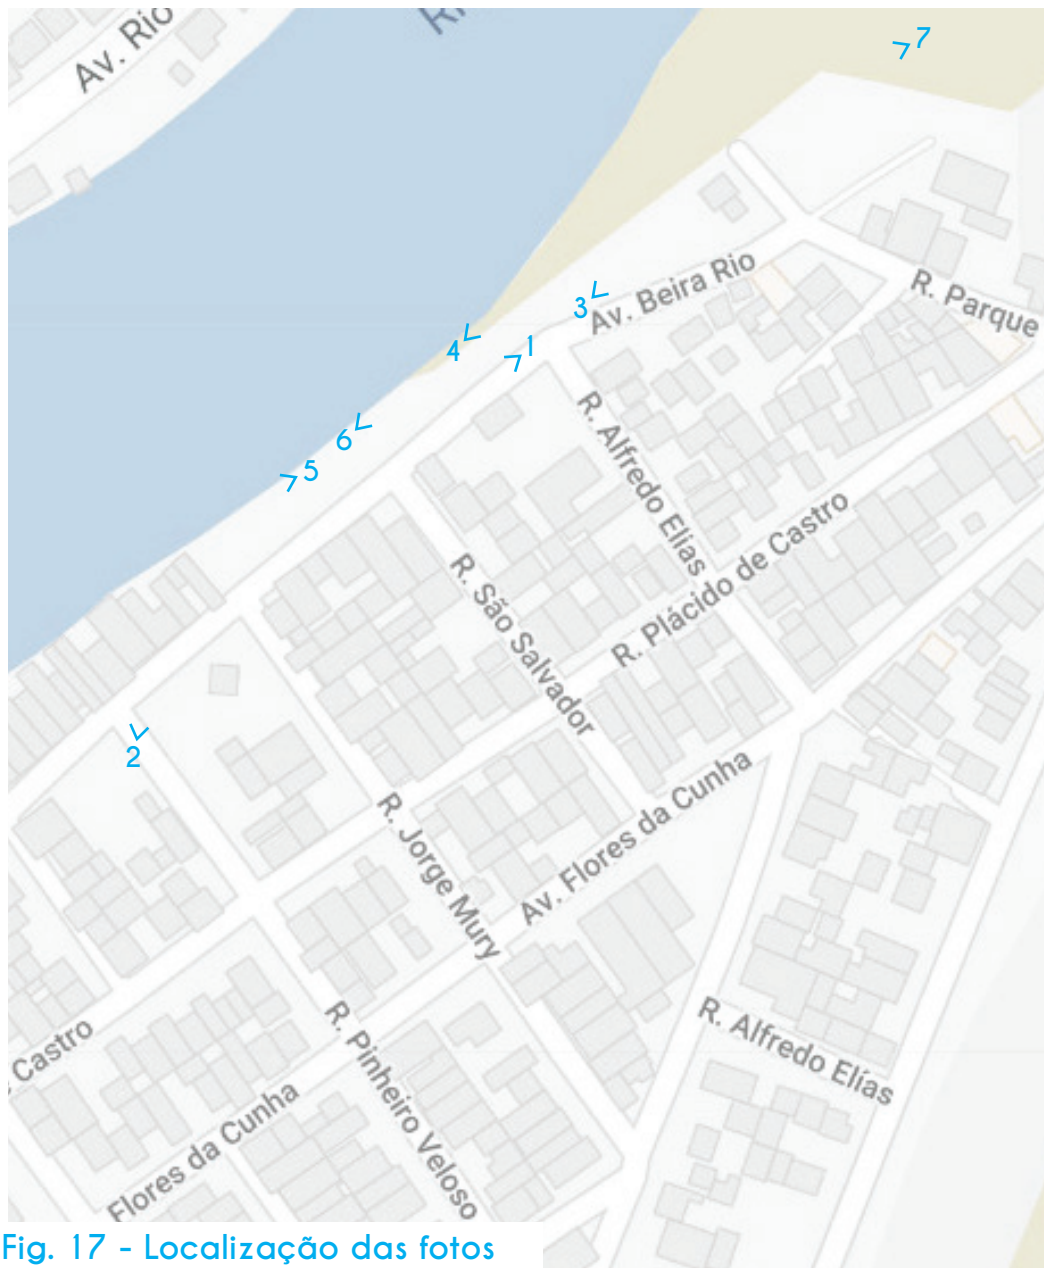 Av. Rio
7
R. Parque
Av. Beira Rio
3
1
4
6
5
R. Alfredo Elías
R. Plácido de Castro
R. São Salvador
2
Av. Flores da Cunha
R. Jorge Mury
R. Alfredo Elías
Castro
R. Pinheiro Veloso
Flores da Cunha
Fig. 17 - Localização das fotos